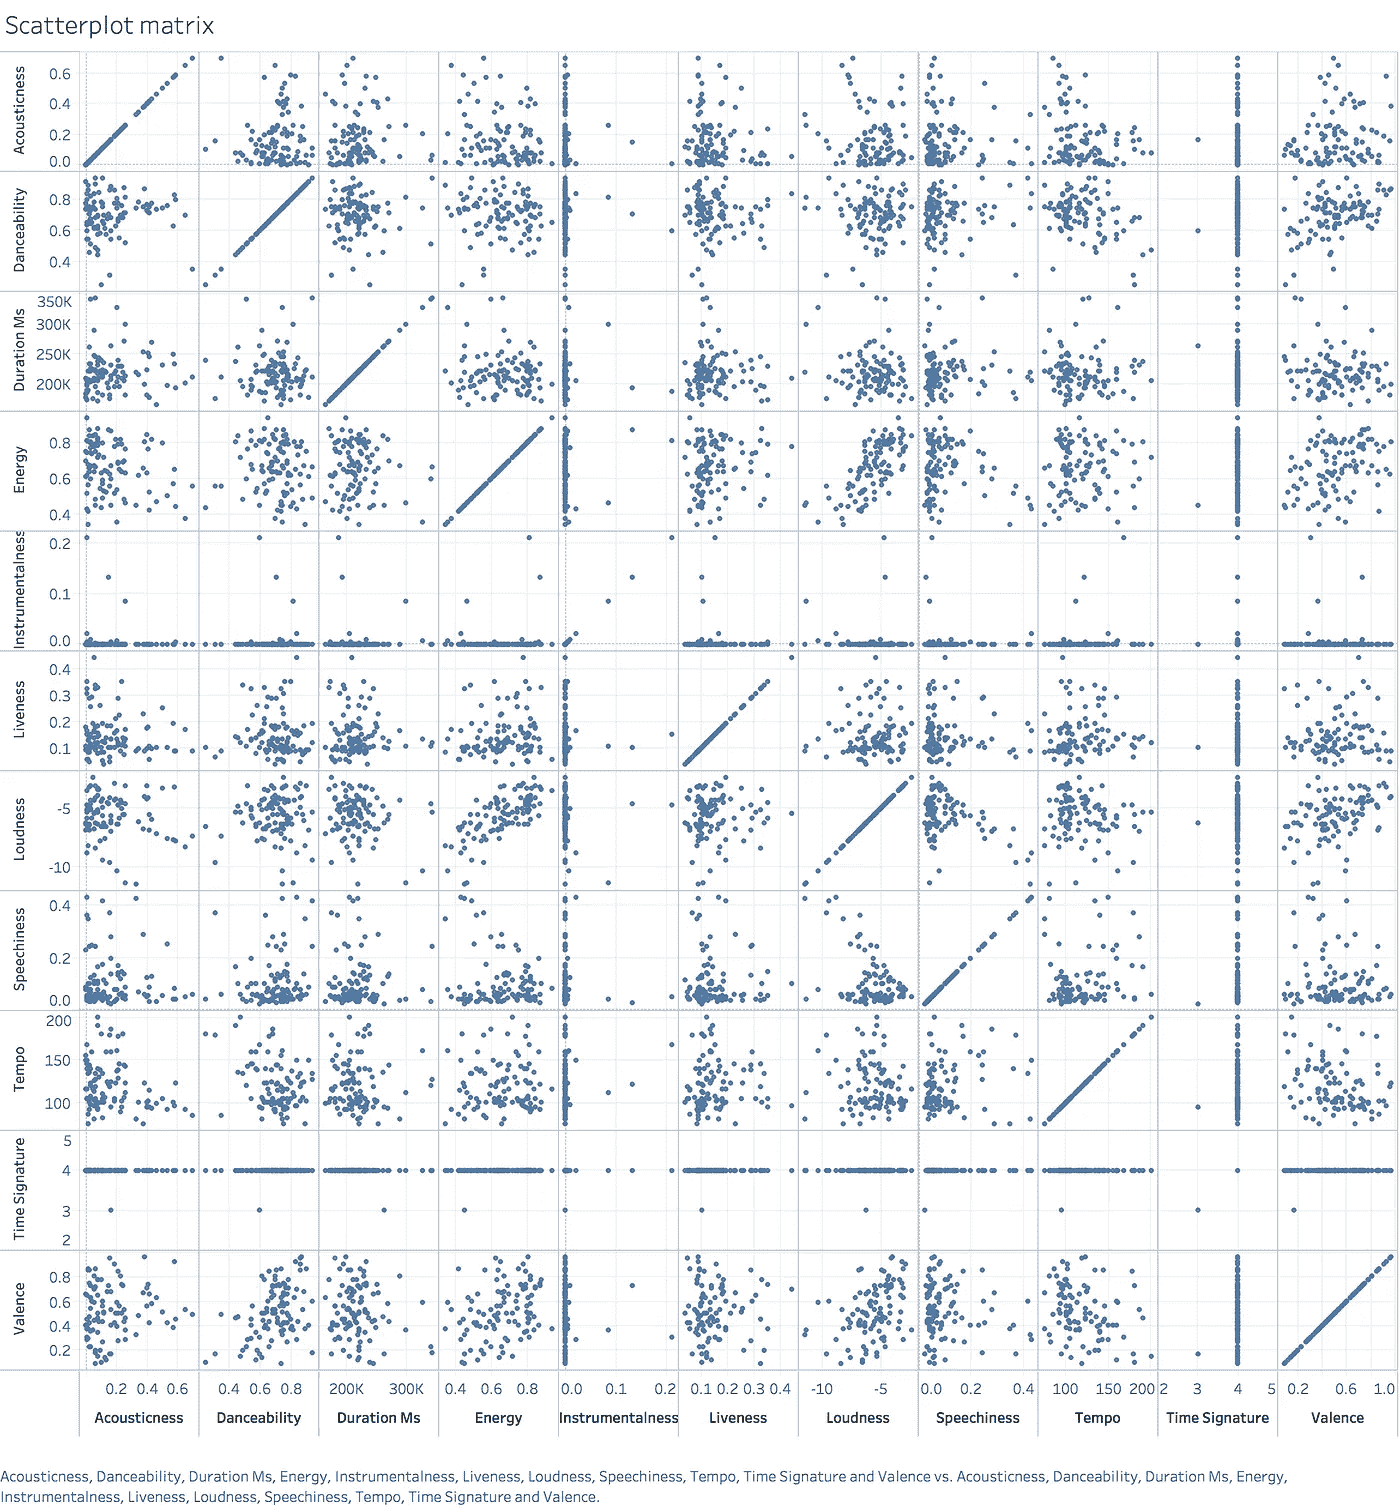 Scatterplot matrix
Acousticness
0.6
0.4
0.2
0.0
Danceability
0.8
0.6
0.4
Duration Ms
350K
300K
250K
200K
Energy
0.8
0.6
0.4
Instrumentalness
0.2
0.1
0.0
Liveness
0.4
0.3
0.2
0.1
Loudness
-5
-10
Speechiness
0.4
0.2
0.0
Tempo
200
150
100
Time Signature
5
4
3
2
Valence
0.8
0.6
0.4
0.2
0.2 0.4 0.6 0.4 0.6 0.8 200K 300K 0.4 0.6 0.8 0.0 0.1 0.2 0.1 0.2 0.3 0.4 -10 -5 0.0 0.2 0.4 100 150 200 2 3 4 5 0.2 0.6 1.0
Acousticness Danceability Duration Ms Energy Instrumentalness Liveness Loudness Speechiness Tempo Time Signature Valence
Acousticness, Danceability, Duration Ms, Energy, Instrumentalness, Liveness, Loudness, Speechiness, Tempo, Time Signature and Valence vs. Acousticness, Danceability, Duration Ms, Energy,
Instrumentalness, Liveness, Loudness, Speechiness, Tempo, Time Signature and Valence.